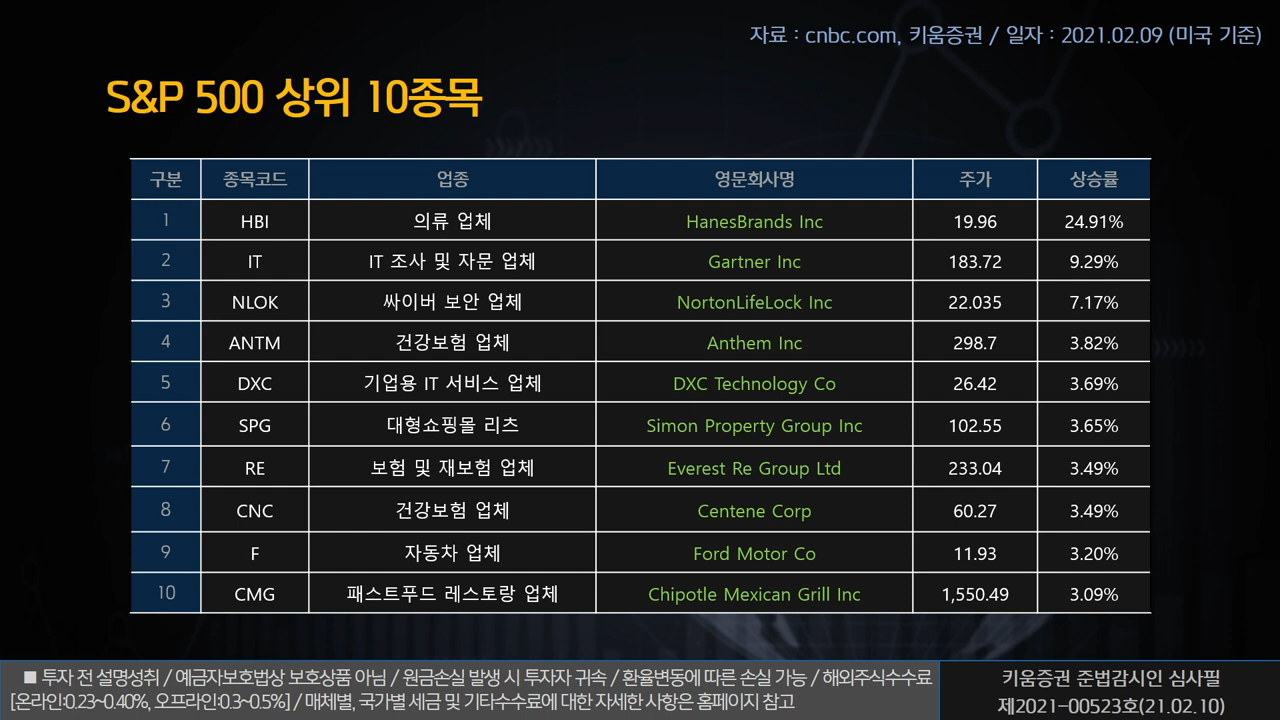 자료 : cnbc.com, 키움증권 / 일자 : 2021.02.09 (미국 기준)
S&P 500 상위 10종목
구분 종목코드 업종 영문회사명 주가 상승률
1 HBI 의류 업체 HanesBrands Inc 19.96 24.91%
2 IT IT 조사 및 자문 업체 Gartner Inc 183.72 9.29%
3 NLOK 싸이버 보안 업체 NortonLifeLock Inc 22.035 7.17%
4 ANTM 건강보험 업체 Anthem Inc 298.7 3.82%
5 DXC 기업용 IT 서비스 업체 DXC Technology Co 26.42 3.69%
6 SPG 대형쇼핑몰 리츠 Simon Property Group Inc 102.55 3.65%
7 RE 보험 및 재보험 업체 Everest Re Group Ltd 233.04 3.49%
8 CNC 건강보험 업체 Centene Corp 60.27 3.49%
9 F 자동차 업체 Ford Motor Co 11.93 3.20%
10 CMG 패스트푸드 레스토랑 업체 Chipotle Mexican Grill Inc 1,550.49 3.09%
■ 투자 전 설명성취 / 예금자보호법상 보호상품 아님 / 원금손실 발생 시 투자자 귀속 / 환율변동에 따른 손실 가능 / 해외주식수수료
[온라인:0.23~0.40%, 오프라인:0.3~0.5%] / 매체별, 국가별 세금 및 기타수수료에 대한 자세한 사항은 홈페이지 참고
키움증권 준법감시인 심사필
제2021-00523호(21.02.10)